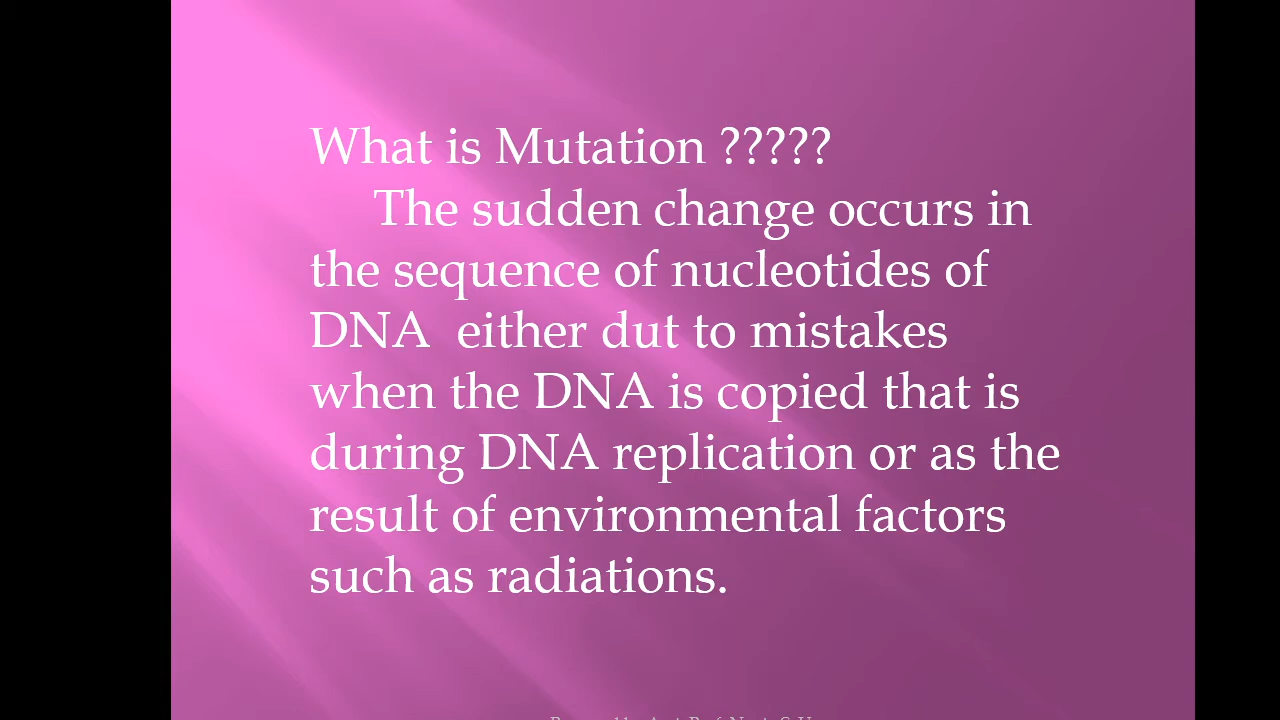 What is Mutation ?????
The sudden change occurs in
the sequence of nucleotides of
DNA either dut to mistakes
when the DNA is copied that is
during DNA replication or as the
result of environmental factors
such as radiations.